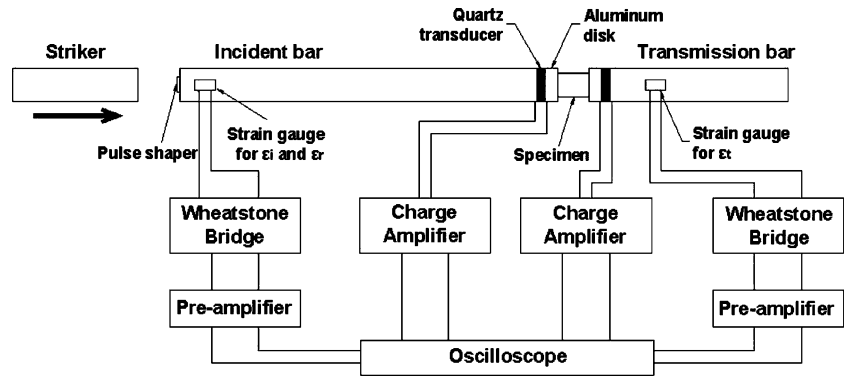 Quartz
transducer
Aluminum
disk
Striker
Incident bar
Transmission bar
Pulse shaper
Strain gauge
for εi and εr
Specimen
Strain gauge
for εt
Wheatstone
Bridge
Charge
Amplifier
Charge
Amplifier
Wheatstone
Bridge
Pre-amplifier
Pre-amplifier
Oscilloscope